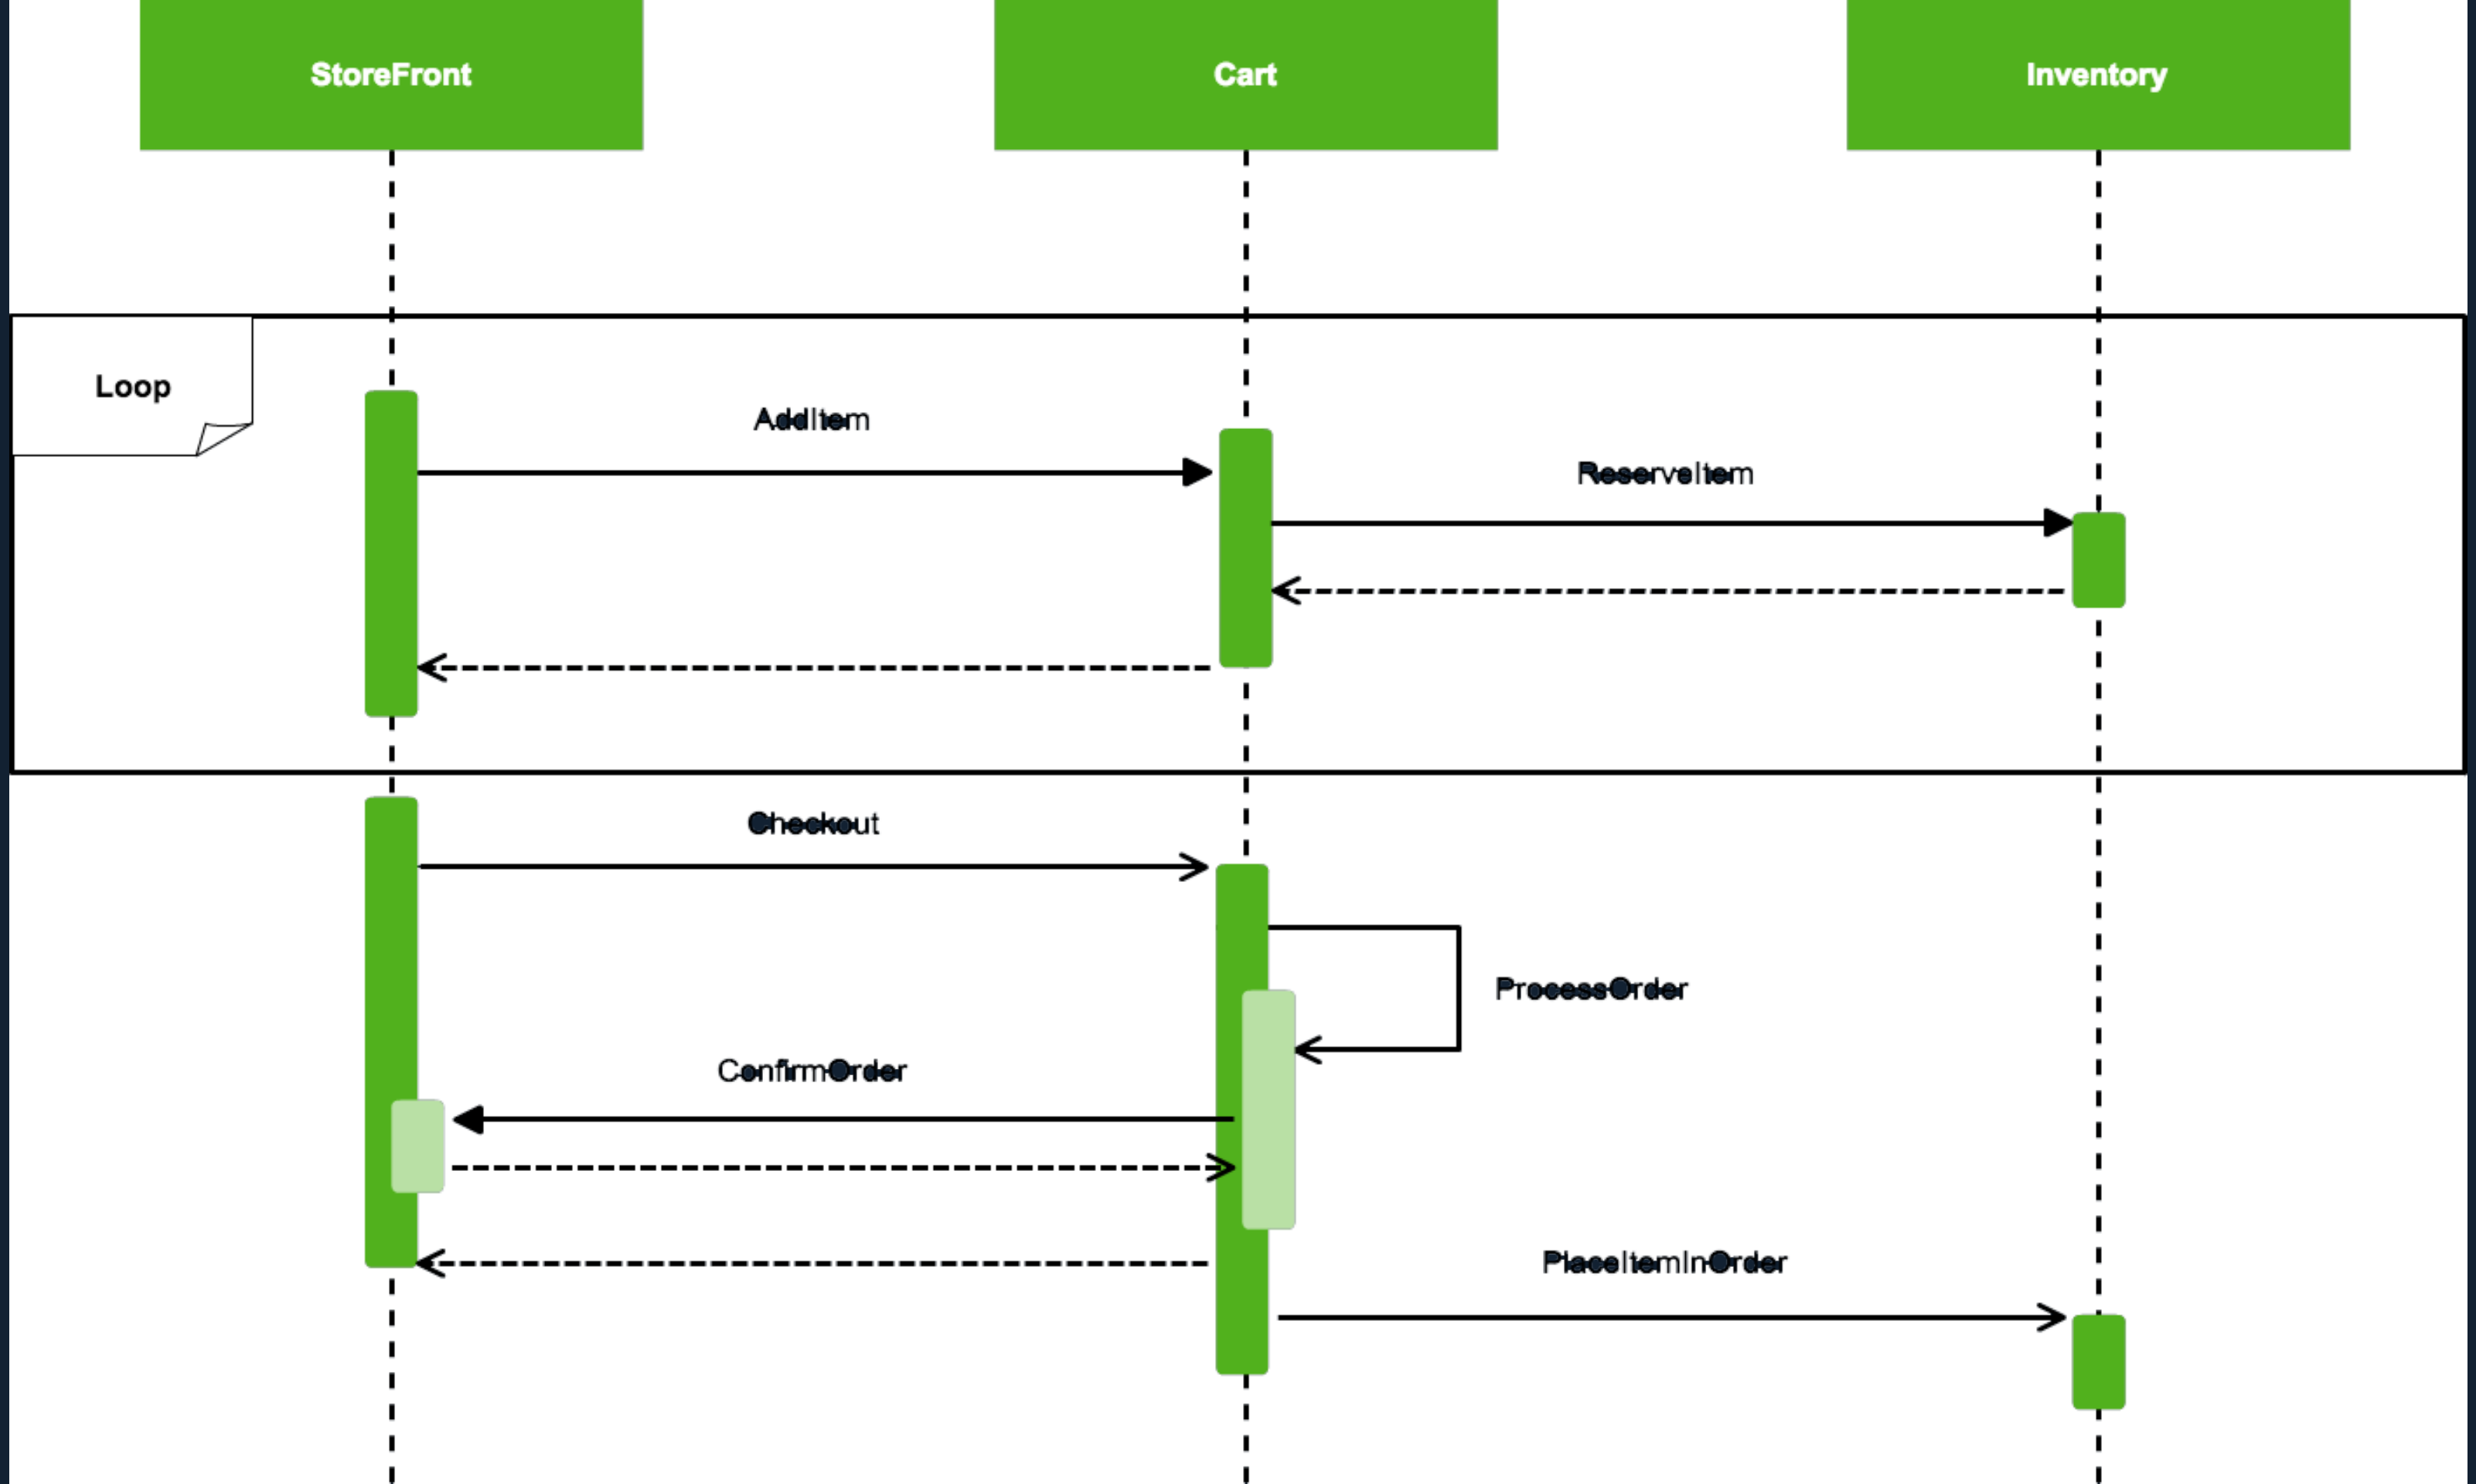 StoreFront
Cart
Inventory
Loop
AddItem
ReserveItem
Checkout
ProcessOrder
ConfirmOrder
PlaceItemInOrder